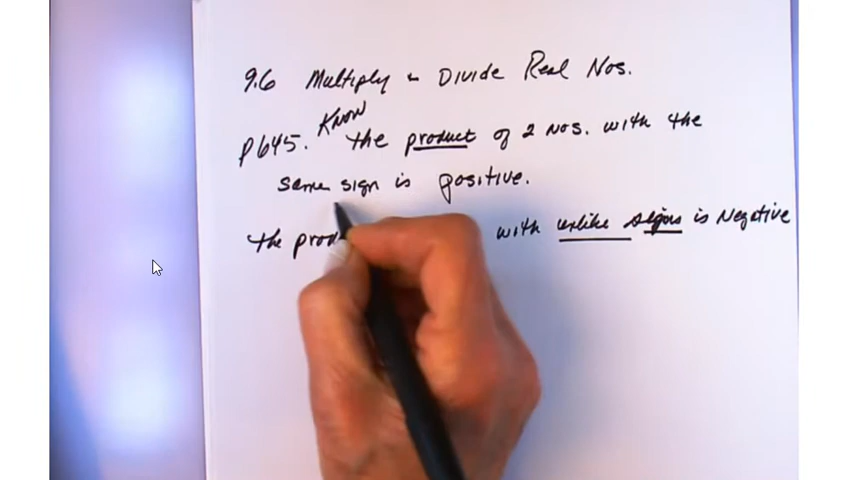 9.6 Multiply & Divide Real Nos.
P645. KNOW the product of 2 Nos. with the
same sign is positive.
the prod with unlike signs is Negative